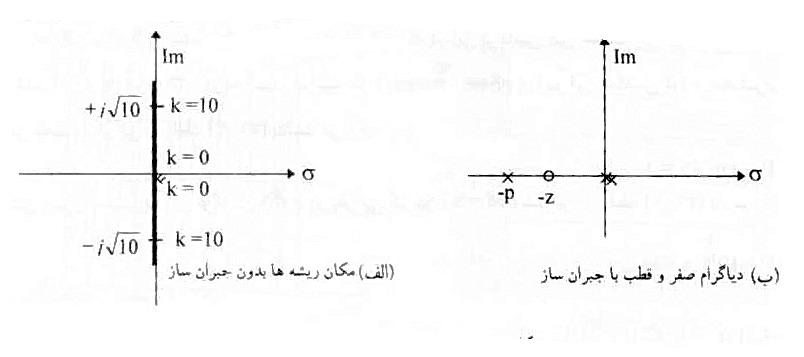 Im
+i√10
k =10
k = 0
σ
k = 0
−i√10
k =10
(الف) مکان ریشه ها بدون جبران ساز
Im
σ
-p
-z
(ب) دیاگرام صفر و قطب با جبران ساز